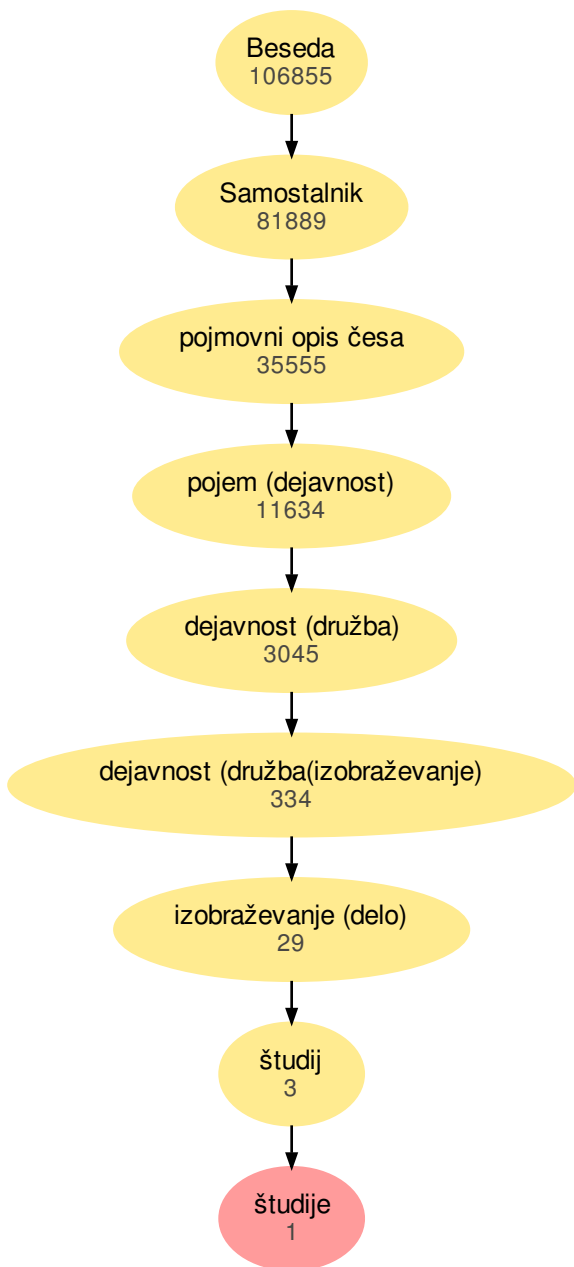 Beseda
106855
Samostalnik
81889
pojmovni opis česa
35555
pojem (dejavnost)
11634
dejavnost (družba)
3045
dejavnost (družba(izobraževanje)
334
izobraževanje (delo)
29
študij
3
študije
1